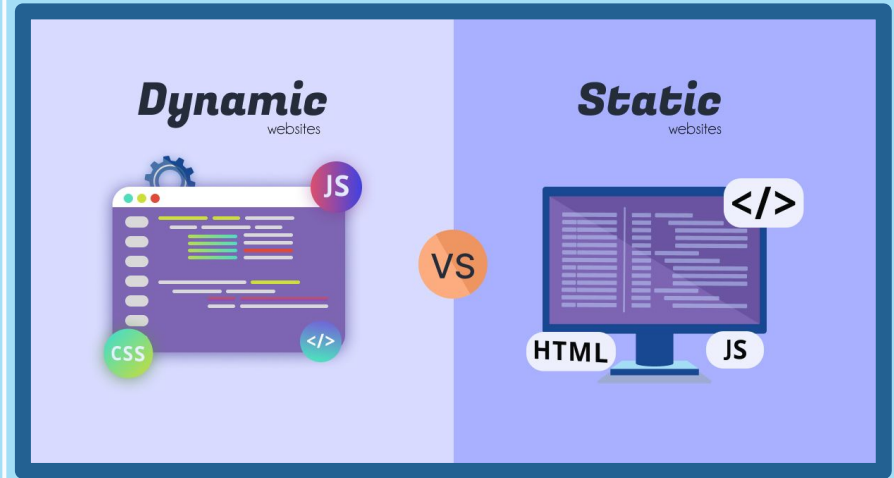 Dynamic
websites
JS
CSS
</>
VS
Static
websites
</>
HTML
JS